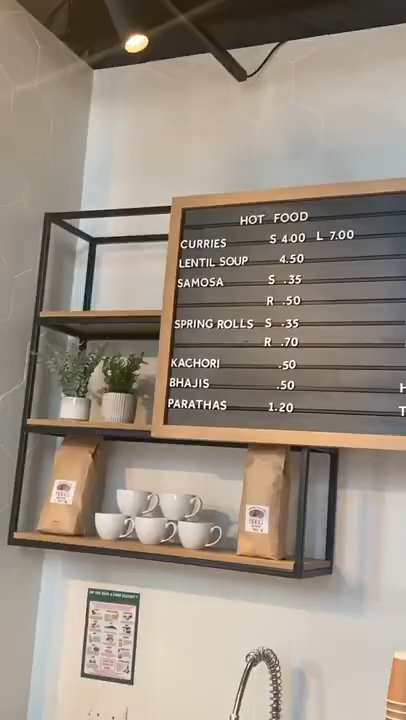 HOT FOOD
CURRIES S 4.00 L 7.00
LENTIL SOUP 4.50
SAMOSA S .35
R .50
SPRING ROLLS S .35
R .70
KACHORI .50
BHAJIS .50
PARATHAS 1.20
H
T